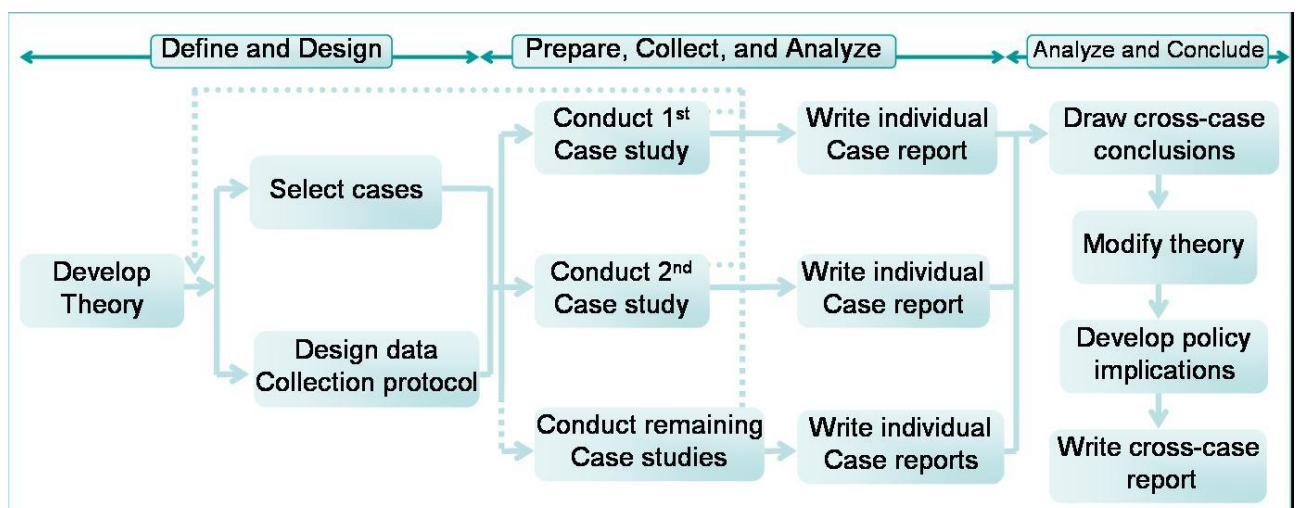 Define and Design
Prepare, Collect, and Analyze
Analyze and Conclude
Develop
Theory
Select cases
Design data
Collection protocol
Conduct 1st
Case study
Conduct 2nd
Case study
Conduct remaining
Case studies
Write individual
Case report
Write individual
Case report
Write individual
Case reports
Draw cross-case
conclusions
Modify theory
Develop policy
implications
Write cross-case
report